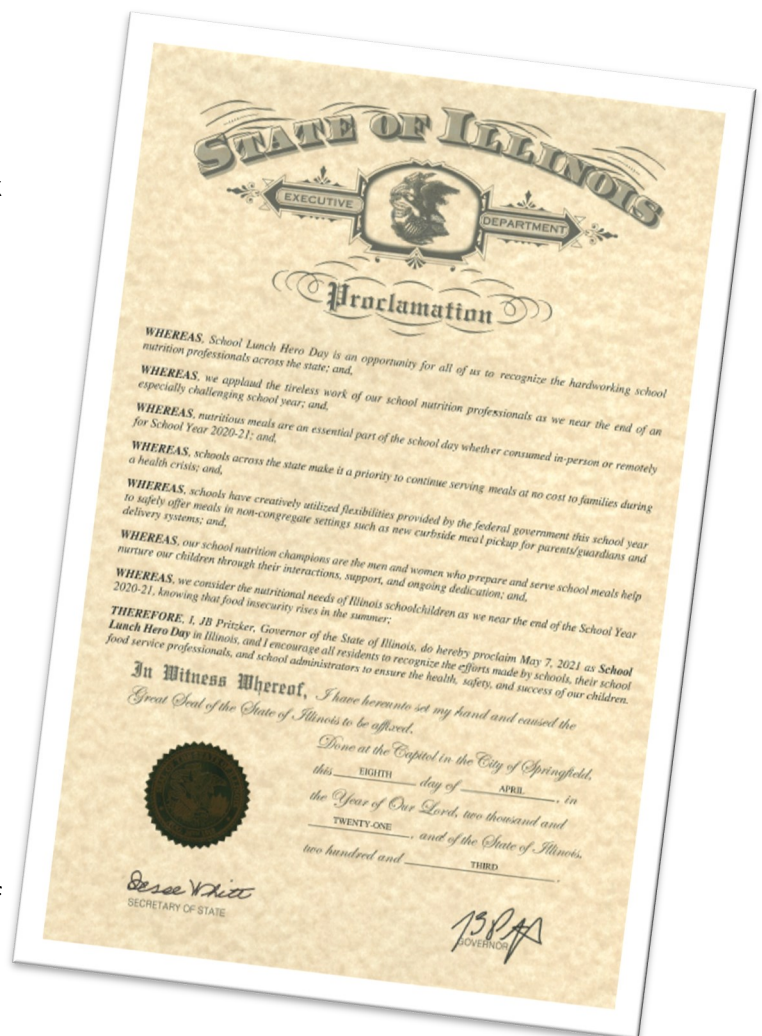 STATE OF ILLINOIS
EXECUTIVE
DEPARTMENT
Proclamation
WHEREAS, School Lunch Hero Day is an opportunity for all of us to recognize the hardworking school
nutrition professionals across the state; and,
WHEREAS, we applaud the tireless work of our school nutrition professionals as we near the end of an
especially challenging school year; and,
WHEREAS, nutritious meals are an essential part of the school day whether consumed in-person or remotely
for School Year 2020-21; and,
WHEREAS, schools across the state make it a priority to continue serving meals at no cost to families during
a health crisis; and,
WHEREAS, schools have creatively utilized flexibilities provided by the federal government this school year
to safely offer meals in non-congregate settings such as new curbside meal pickup for parents/guardians and
delivery systems; and,
WHEREAS, our school nutrition champions are the men and women who prepare and serve school meals help
nurture our children through their interactions, support, and ongoing dedication; and,
WHEREAS, we consider the nutritional needs of Illinois schoolchildren as we near the end of the School Year
2020-21, knowing that food insecurity rises in the summer;
THEREFORE, I, JB Pritzker, Governor of the State of Illinois, do hereby proclaim May 7, 2021 as School
Lunch Hero Day in Illinois, and I encourage all residents to recognize the efforts made by schools, their school
food service professionals, and school administrators to ensure the health, safety, and success of our children.
In Witness Whereof, I have hereunto set my hand and caused the
Great Seal of the State of Illinois to be affixed.
Done at the Capitol in the City of Springfield,
this EIGHTH day of APRIL, in
the Year of Our Lord, two thousand and
TWENTY-ONE, and of the State of Illinois,
two hundred and THIRD.
Jesse White
SECRETARY OF STATE
GOVERNOR